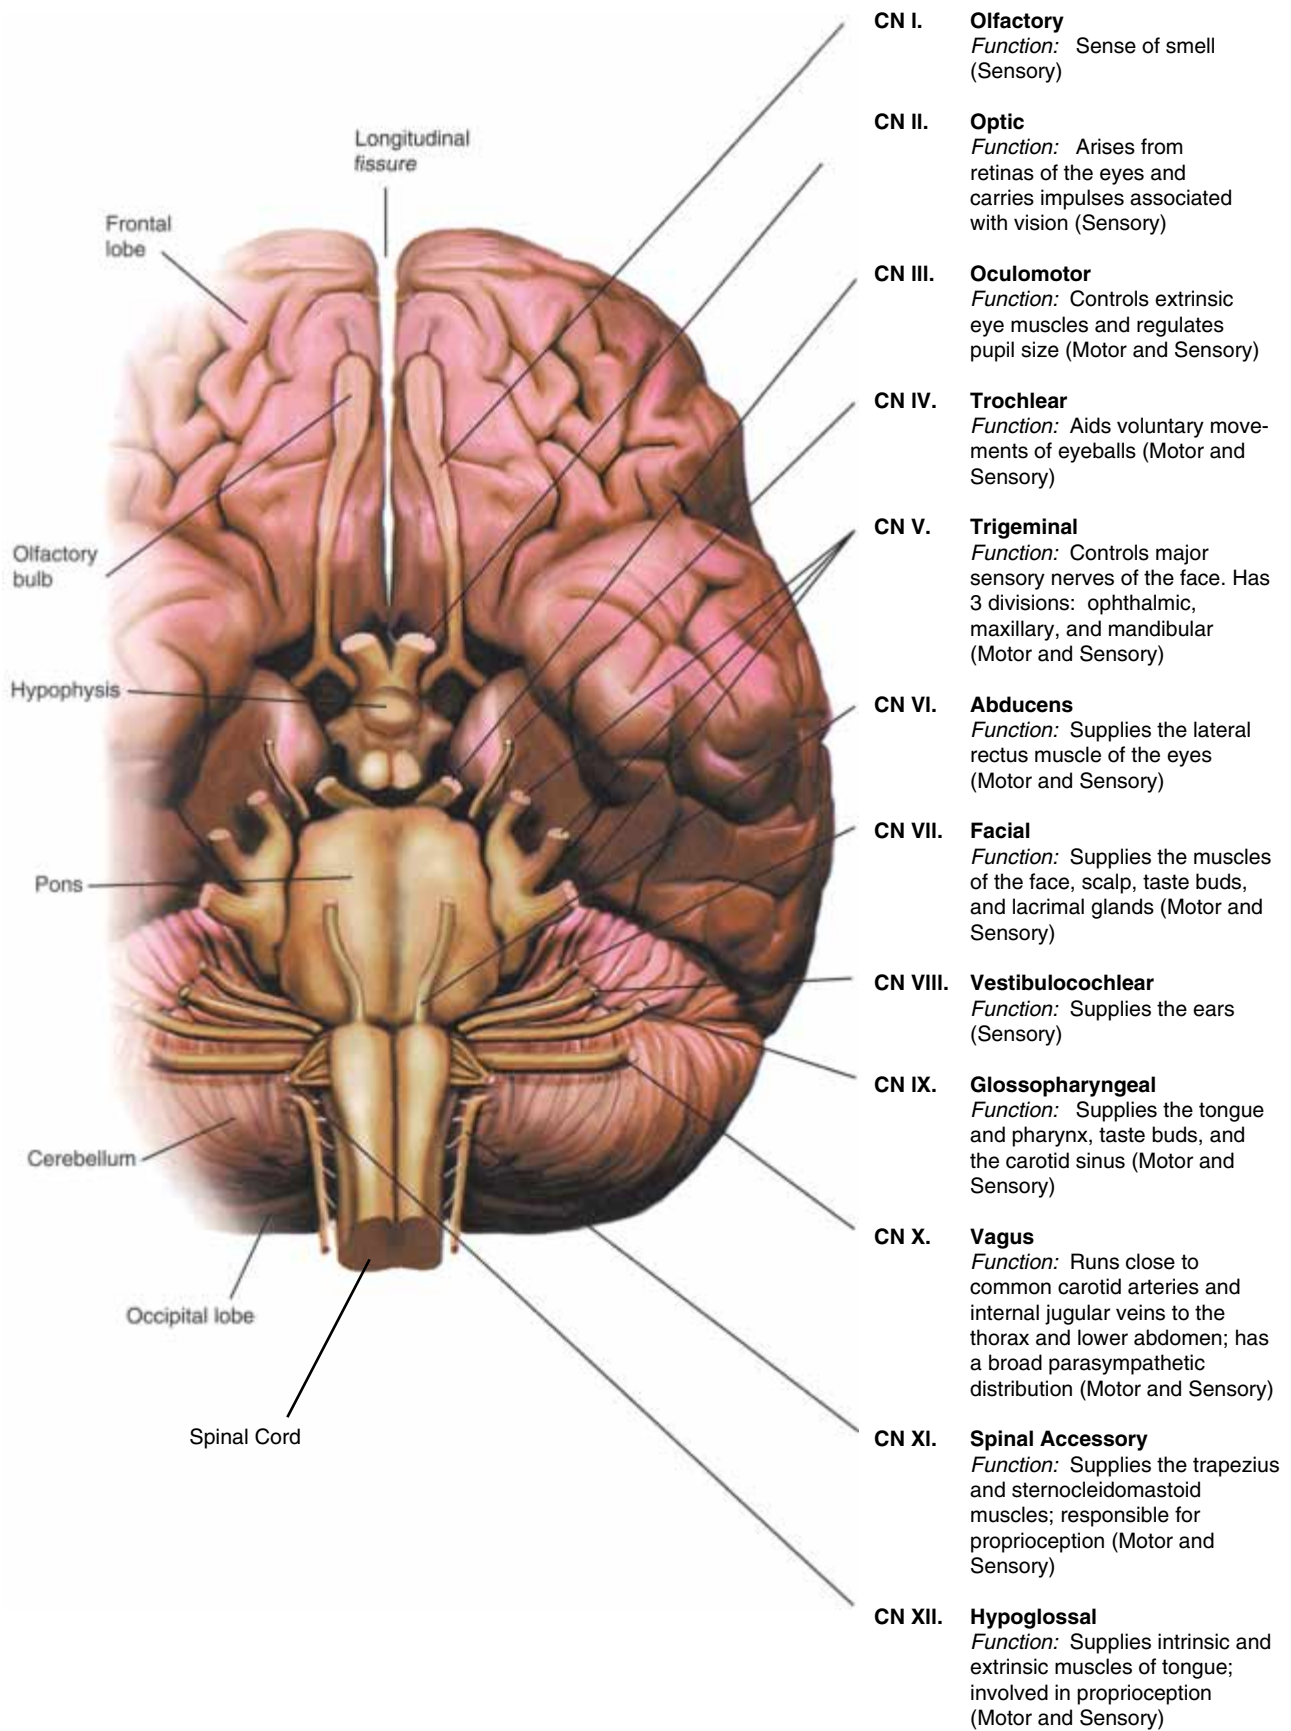 Longitudinal
fissure
Frontal
lobe
Olfactory
bulb
Hypophysis
Pons
Cerebellum
Occipital lobe
Spinal Cord
CN I. Olfactory
Function: Sense of smell
(Sensory)
CN II. Optic
Function: Arises from
retinas of the eyes and
carries impulses associated
with vision (Sensory)
CN III. Oculomotor
Function: Controls extrinsic
eye muscles and regulates
pupil size (Motor and Sensory)
CN IV. Trochlear
Function: Aids voluntary move-
ments of eyeballs (Motor and
Sensory)
CN V. Trigeminal
Function: Controls major
sensory nerves of the face. Has
3 divisions: ophthalmic,
maxillary, and mandibular
(Motor and Sensory)
CN VI. Abducens
Function: Supplies the lateral
rectus muscle of the eyes
(Motor and Sensory)
CN VII. Facial
Function: Supplies the muscles
of the face, scalp, taste buds,
and lacrimal glands (Motor and
Sensory)
CN VIII. Vestibulocochlear
Function: Supplies the ears
(Sensory)
CN IX. Glossopharyngeal
Function: Supplies the tongue
and pharynx, taste buds, and
the carotid sinus (Motor and
Sensory)
CN X. Vagus
Function: Runs close to
common carotid arteries and
internal jugular veins to the
thorax and lower abdomen; has
a broad parasympathetic
distribution (Motor and Sensory)
CN XI. Spinal Accessory
Function: Supplies the trapezius
and sternocleidomastoid
muscles; responsible for
proprioception (Motor and
Sensory)
CN XII. Hypoglossal
Function: Supplies intrinsic and
extrinsic muscles of tongue;
involved in proprioception
(Motor and Sensory)